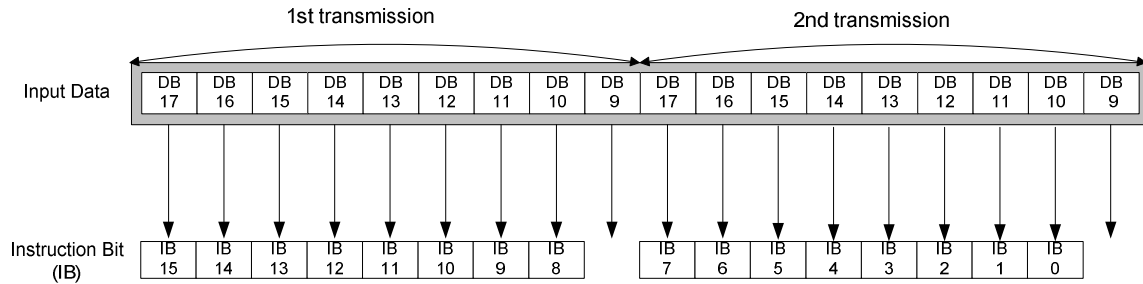 1st transmission 2nd transmission
Input Data
DB DB DB DB DB DB DB DB DB DB DB DB DB DB DB DB DB DB
17 16 15 14 13 12 11 10 9 17 16 15 14 13 12 11 10 9
Instruction Bit
(IB)
IB IB IB IB IB IB IB IB IB IB IB IB IB IB IB IB
15 14 13 12 11 10 9 8 7 6 5 4 3 2 1 0